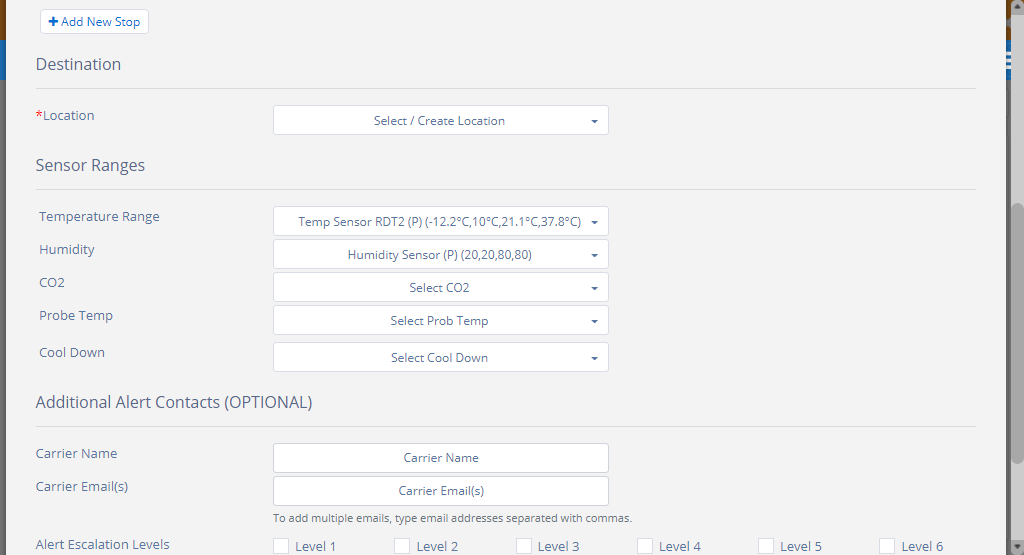 + Add New Stop
Destination
*Location
Select / Create Location
Sensor Ranges
Temperature Range
Temp Sensor RDT2 (P) (-12.2°C,10°C,21.1°C,37.8°C)
Humidity
Humidity Sensor (P) (20,20,80,80)
CO2
Select CO2
Probe Temp
Select Prob Temp
Cool Down
Select Cool Down
Additional Alert Contacts (OPTIONAL)
Carrier Name
Carrier Name
Carrier Email(s)
Carrier Email(s)
To add multiple emails, type email addresses separated with commas.
Alert Escalation Levels
Level 1
Level 2
Level 3
Level 4
Level 5
Level 6